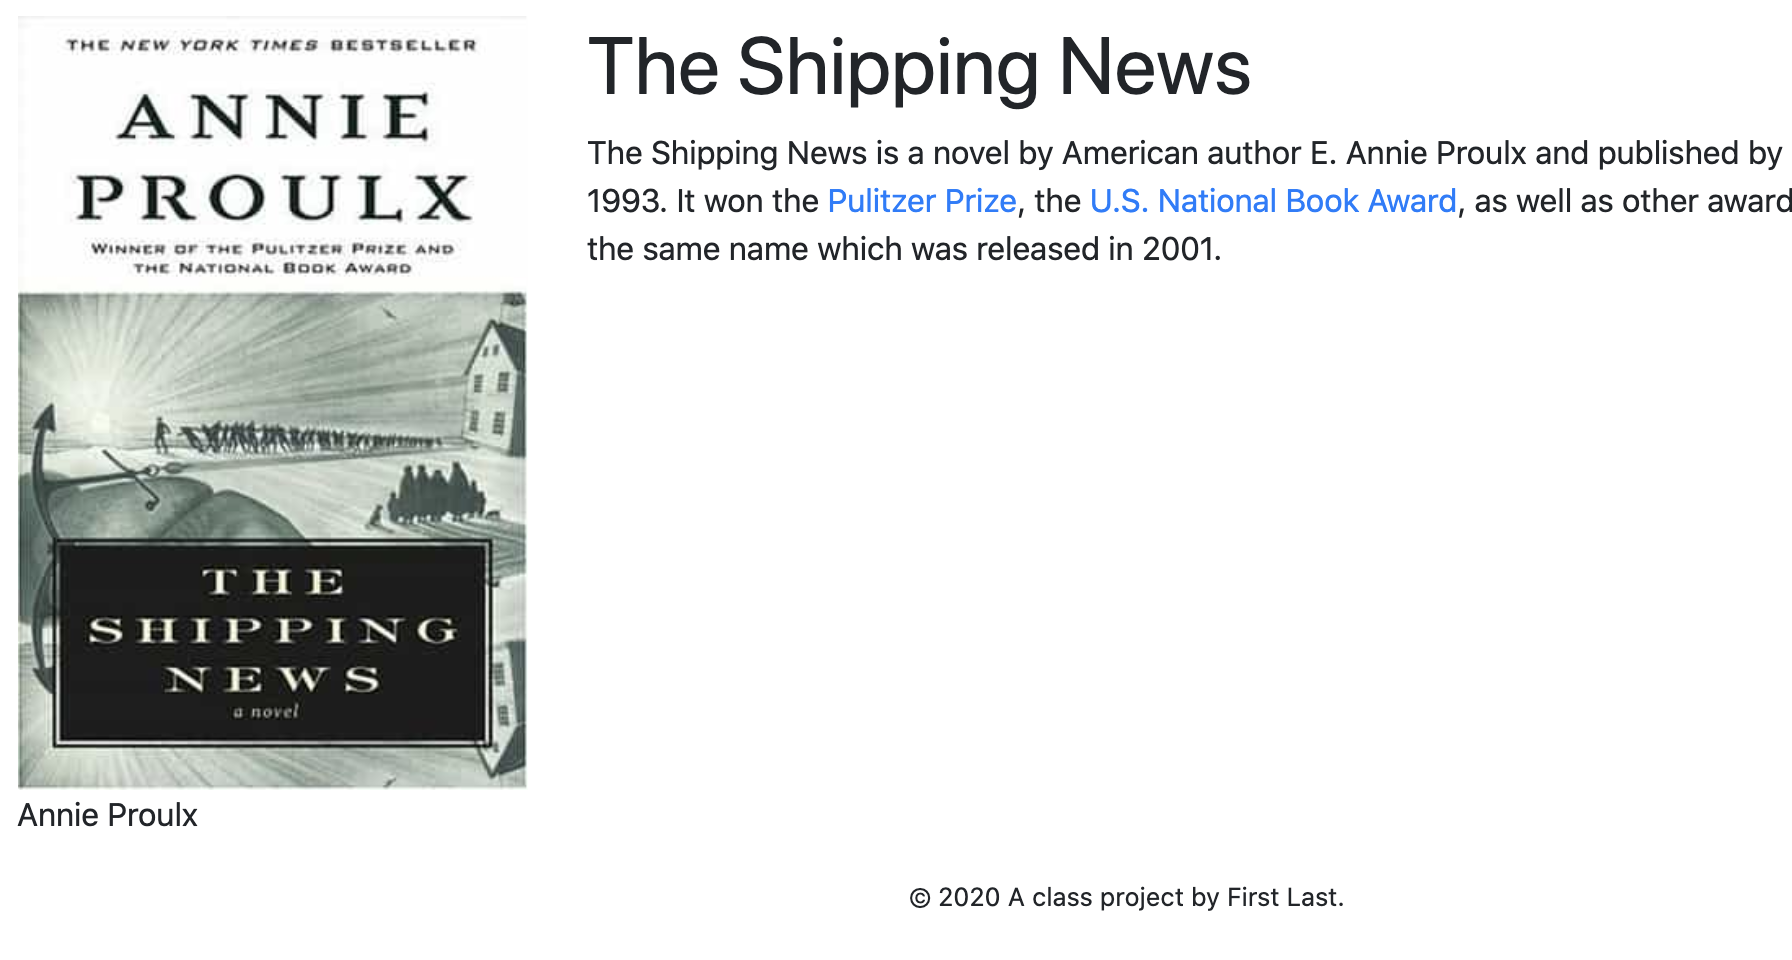 THE NEW YORK TIMES BESTSELLER
ANNIE
PROULX
WINNER OF THE PULITZER PRIZE AND
THE NATIONAL BOOK AWARD
THE
SHIPPING
NEWS
a novel
Annie Proulx
The Shipping News
The Shipping News is a novel by American author E. Annie Proulx and published by
1993. It won the Pulitzer Prize, the U.S. National Book Award, as well as other award
the same name which was released in 2001.
© 2020 A class project by First Last.